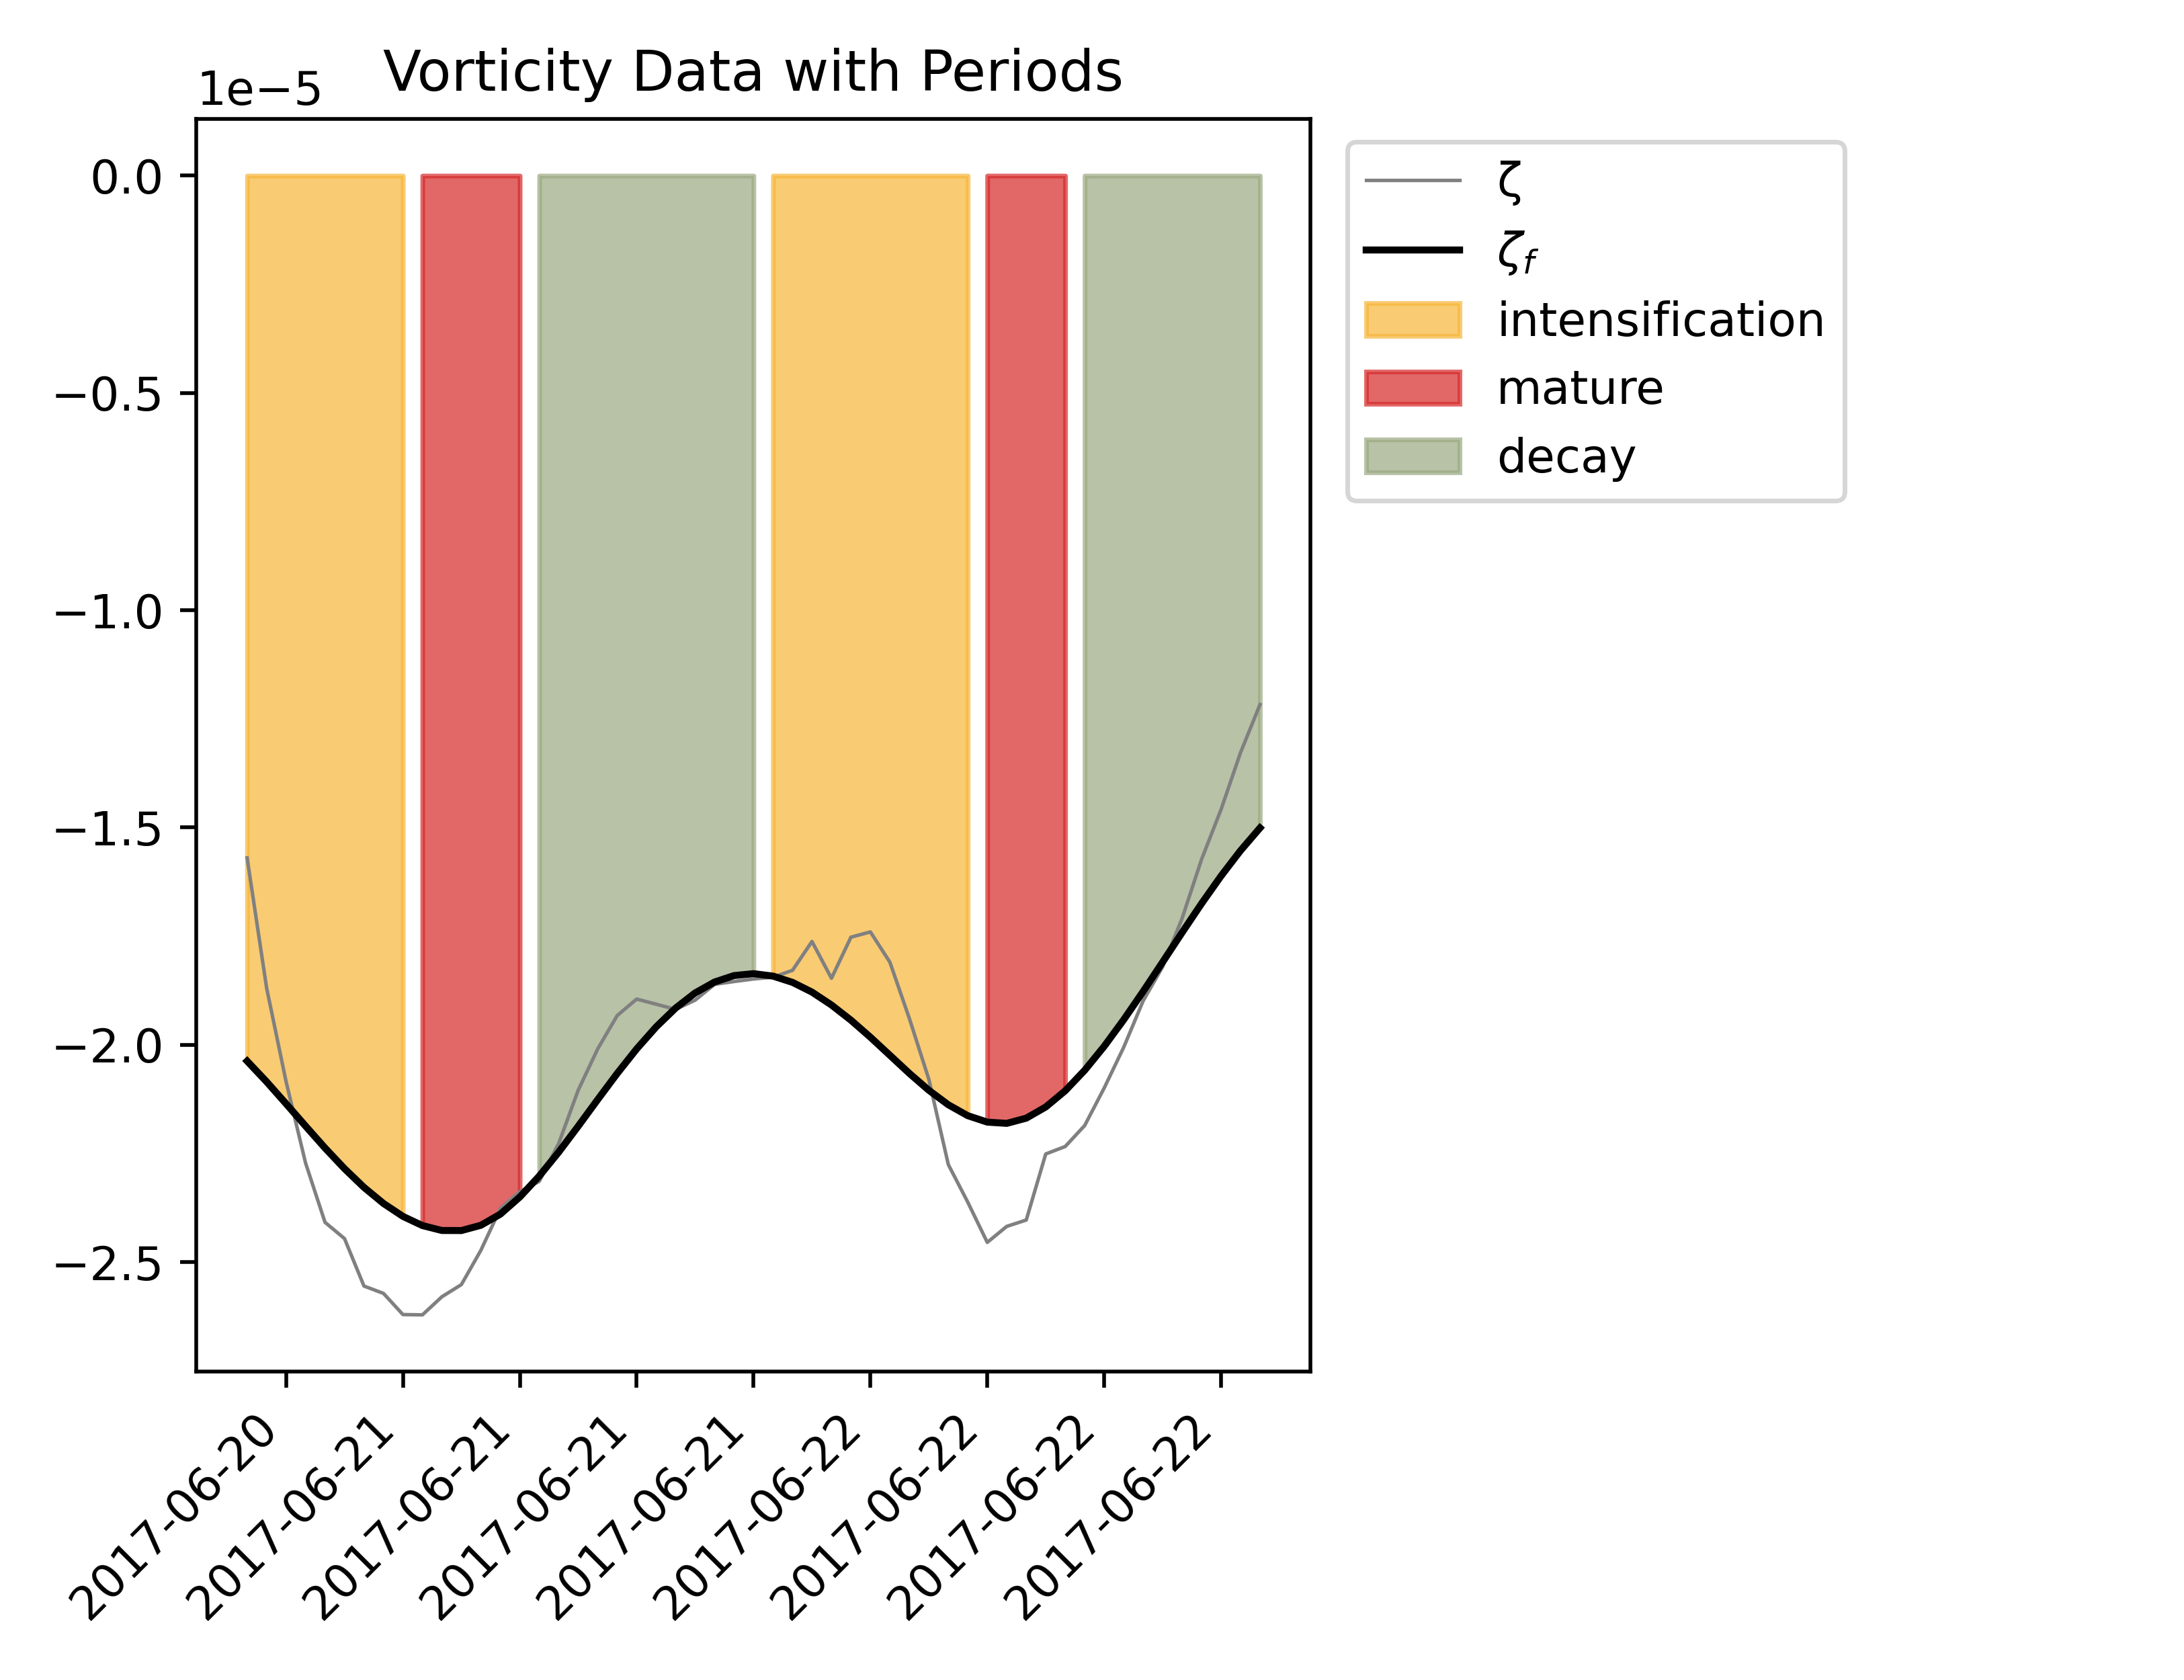 Vorticity Data with Periods
1e−5
0.0
−0.5
−1.0
−1.5
−2.0
−2.5
2017-06-20
2017-06-21
2017-06-21
2017-06-21
2017-06-21
2017-06-22
2017-06-22
2017-06-22
2017-06-22
ζ
ζf
intensification
mature
decay